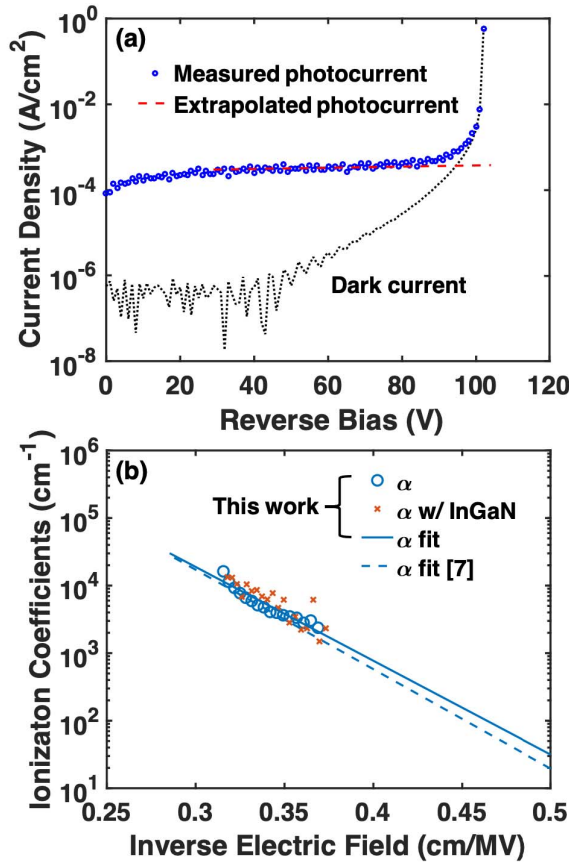 (a)
10^0
10^-2
10^-4
10^-6
10^-8
Current Density (A/cm^2)
Measured photocurrent
Extrapolated photocurrent
Dark current
0 20 40 60 80 100 120
Reverse Bias (V)
(b)
10^6
10^5
10^4
10^3
10^2
10^1
Ionizaton Coefficients (cm^-1)
This work
α
α w/ InGaN
α fit
α fit [7]
0.25 0.3 0.35 0.4 0.45 0.5
Inverse Electric Field (cm/MV)